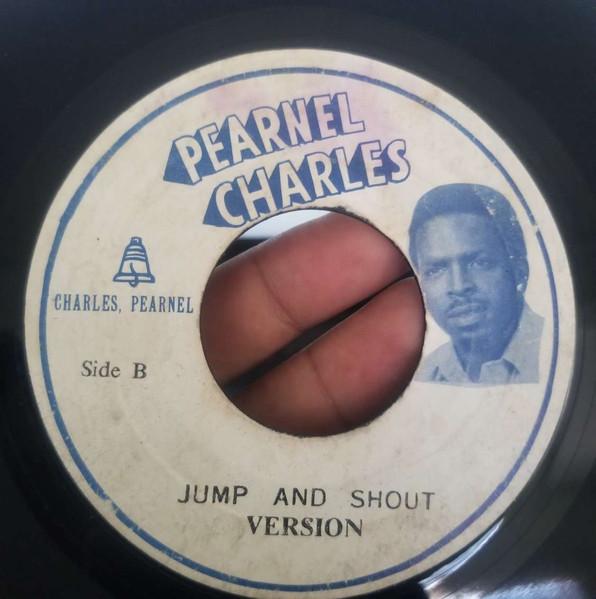 PEARNEL
CHARLES
CHARLES, PEARNEL
Side B
JUMP AND SHOUT
VERSION